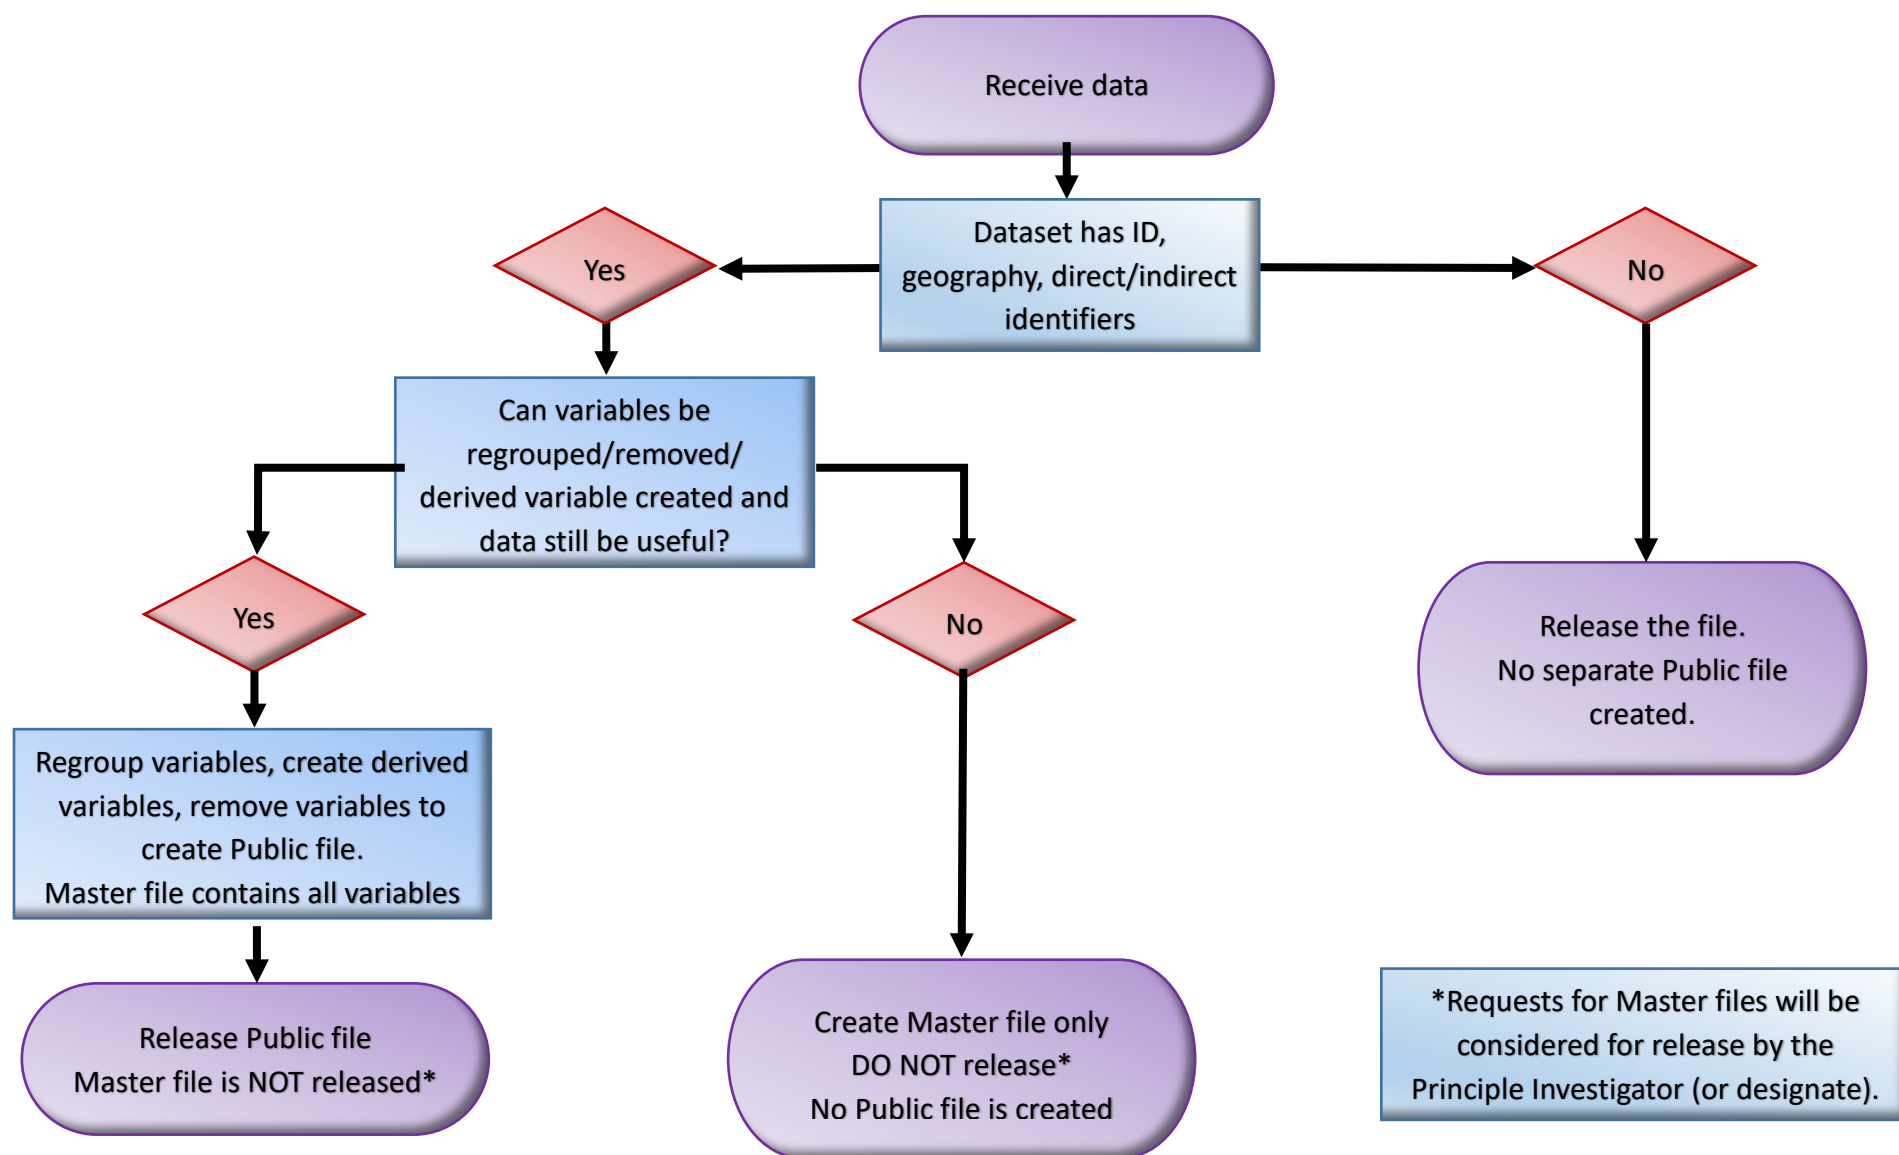 Receive data
Dataset has ID,
geography, direct/indirect
identifiers
Yes
No
Can variables be
regrouped/removed/
derived variable created and
data still be useful?
Yes
No
Release the file.
No separate Public file
created.
Regroup variables, create derived
variables, remove variables to
create Public file.
Master file contains all variables
Release Public file
Master file is NOT released*
Create Master file only
DO NOT release*
No Public file is created
*Requests for Master files will be
considered for release by the
Principle Investigator (or designate).